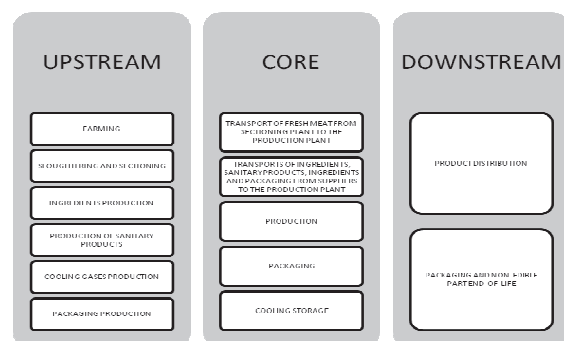 UPSTREAM
FARMING
SLOUGHTERING AND SECTIONING
INGREDIENTS PRODUCTION
PRODUCTION OF SANITARY
PRODUCTS
COOLING GASES PRODUCTION
PACKAGING PRODUCTION
CORE
TRANSPORT OF FRESH MEAT FROM
SECTIONING PLANT TO THE
PRODUCTION PLANT
TRANSPORTS OF INGREDIENTS,
SANITARY PRODUCTS, INGREDIENTS
AND PACKAGING FROM SUPPLIERS
TO THE PRODUCTION PLANT
PRODUCTION
PACKAGING
COOLING STORAGE
DOWNSTREAM
PRODUCT DISTRIBUTION
PACKAGING AND NON-EDIBLE
PART END-OF-LIFE